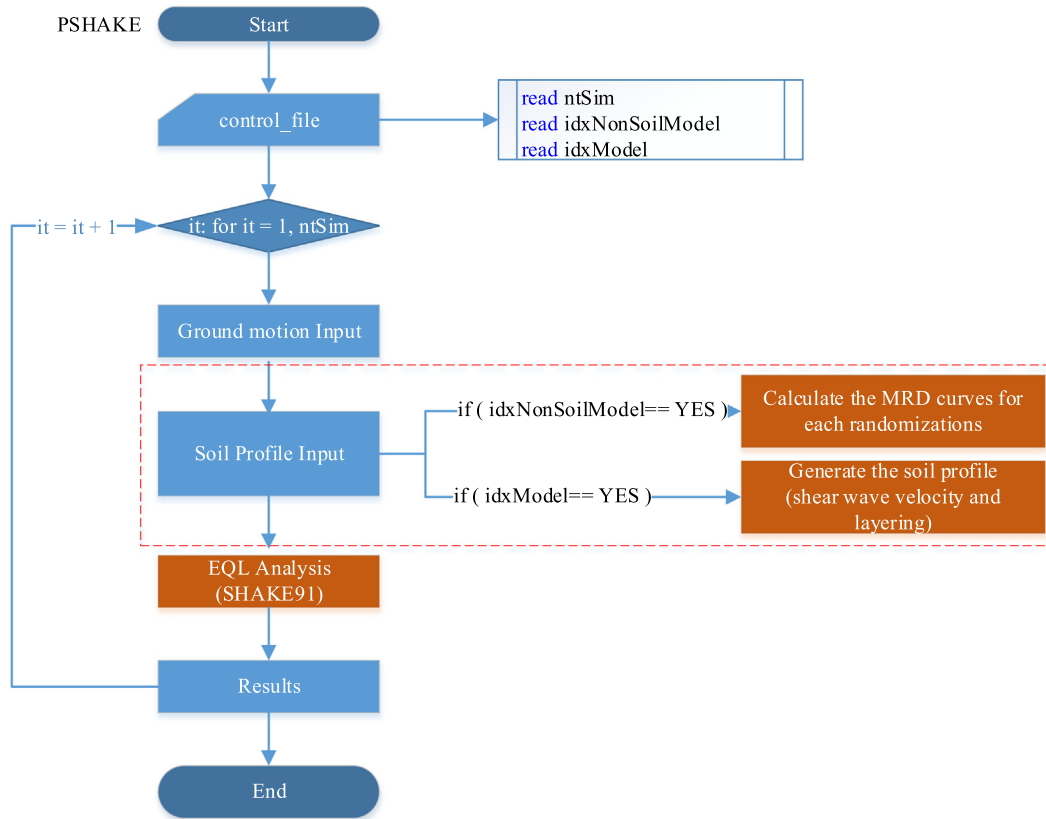 PSHAKE
Start
control_file
read ntSim
read idxNonSoilModel
read idxModel
it = it + 1
it: for it = 1, ntSim
Ground motion Input
Soil Profile Input
if ( idxNonSoilModel== YES )
Calculate the MRD curves for
each randomizations
if ( idxModel== YES )
Generate the soil profile
(shear wave velocity and
layering)
EQL Analysis
(SHAKE91)
Results
End